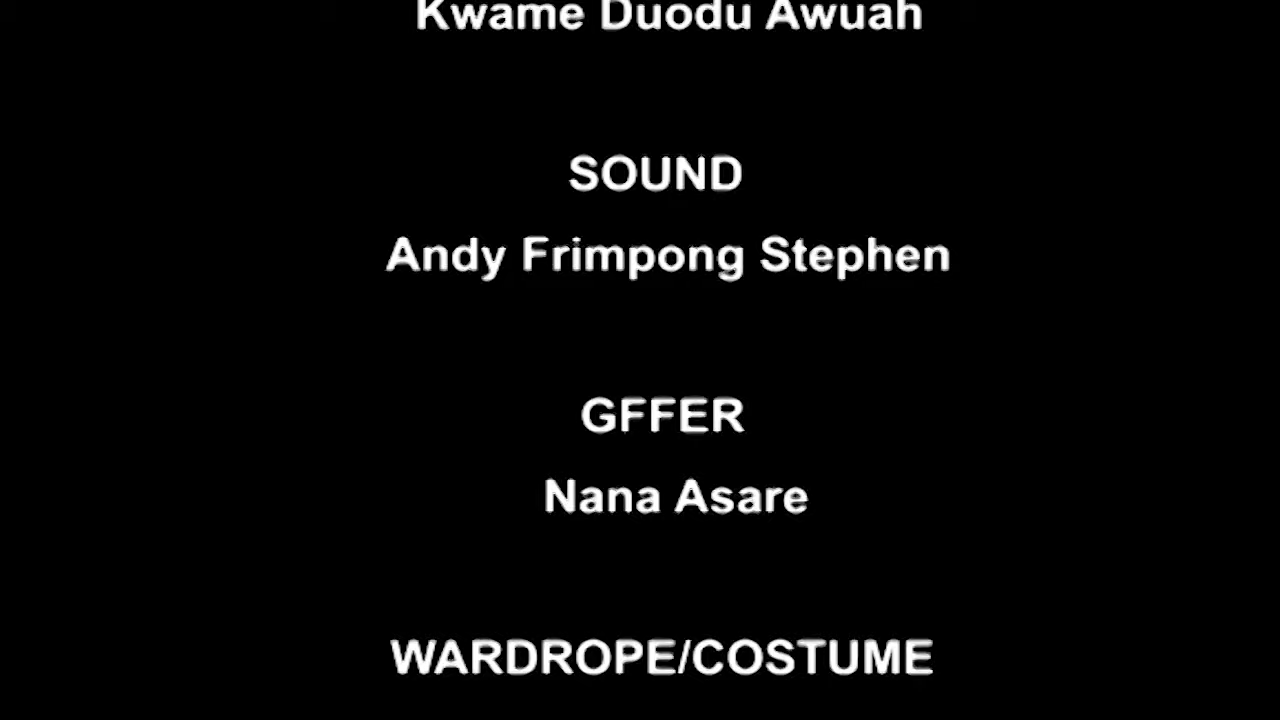 Kwame Duodu Awuah
SOUND
Andy Frimpong Stephen
GFFER
Nana Asare
WARDROPE/COSTUME